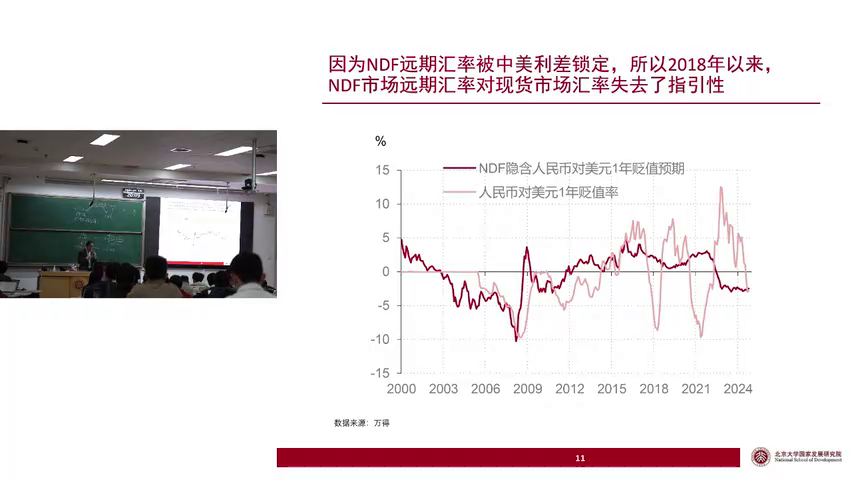 因为NDF远期汇率被中美利差锁定，所以2018年以来，
NDF市场远期汇率对现货市场汇率失去了指引性
%
NDF隐含人民币对美元1年贬值预期
人民币对美元1年贬值率
15
10
5
0
-5
-10
-15
2000 2003 2006 2009 2012 2015 2018 2021 2024
数据来源：万得
11
北京大学国家发展研究院
National School of Development